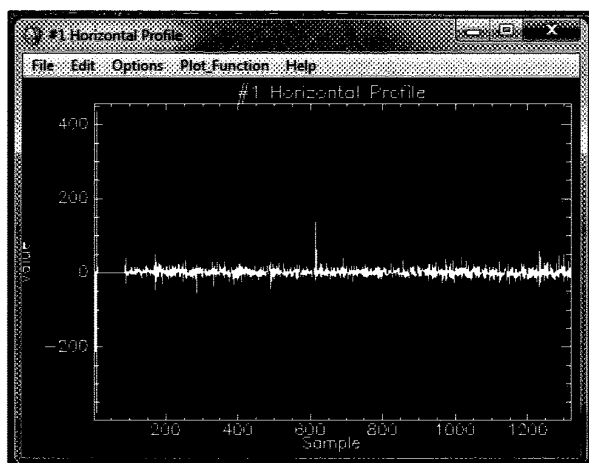 #1 Horizontal Profile
File Edit Options Plot_Function Help
#1 Horizontal Profile
400
200
0
-200
Value
200 400 600 800 1000 1200
Sample